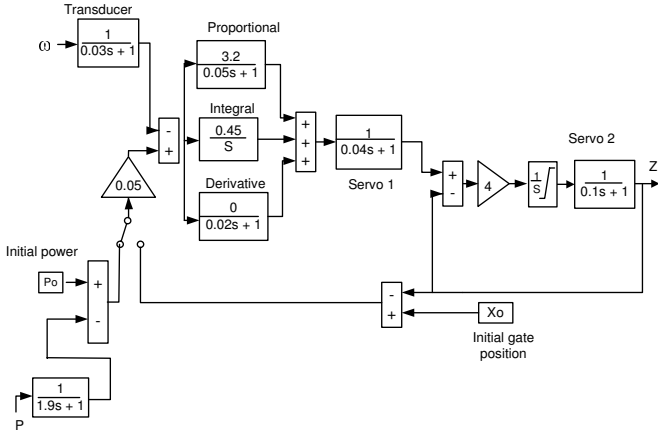 Transducer
ω
1
0.03s + 1
Proportional
3.2
0.05s + 1
Integral
0.45
S
Derivative
0
0.02s + 1
-
+
0.05
+
+
+
1
0.04s + 1
Servo 1
+
-
4
1
S
Servo 2
1
0.1s + 1
Z
Initial power
Po
+
-
1
1.9s + 1
P
-
+
Xo
Initial gate
position